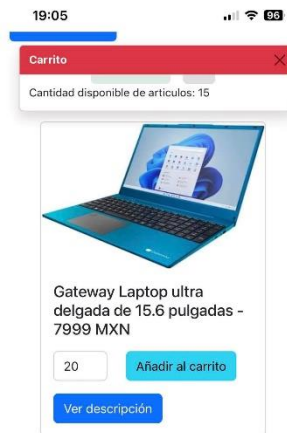 19:05
96
Carrito
Cantidad disponible de articulos: 15
Gateway Laptop ultra
delgada de 15.6 pulgadas -
7999 MXN
20
Añadir al carrito
Ver descripción